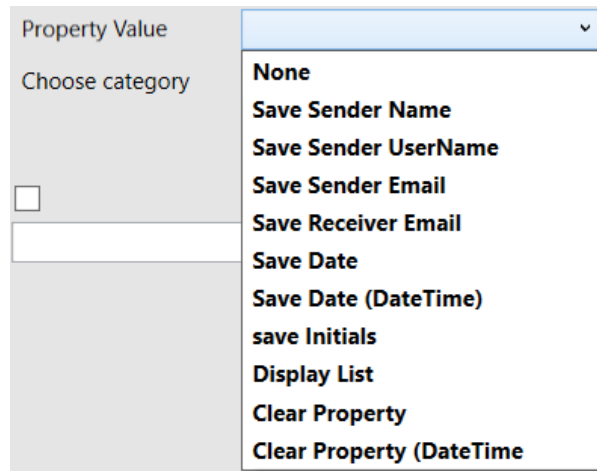 Property Value
Choose category
None
Save Sender Name
Save Sender UserName
Save Sender Email
Save Receiver Email
Save Date
Save Date (DateTime)
save Initials
Display List
Clear Property
Clear Property (DateTime